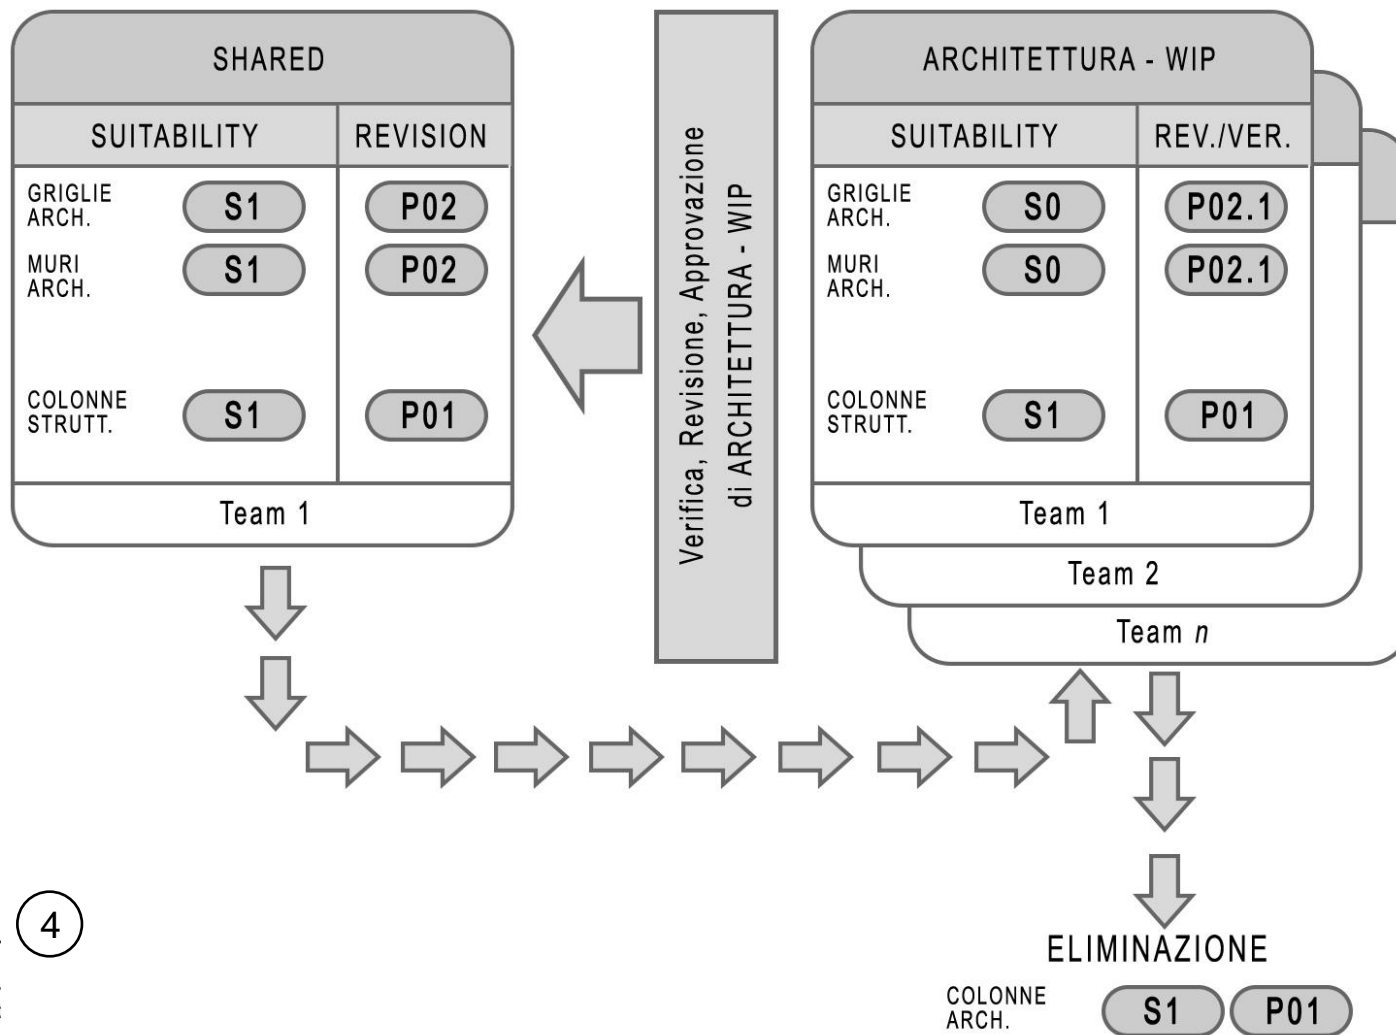 SHARED
SUITABILITY REVISION
GRIGLIE
ARCH.
S1 P02
MURI
ARCH.
S1 P02
COLONNE
STRUTT.
S1 P01
Team 1
Verifica, Revisione, Approvazione
di ARCHITETTURA - WIP
ARCHITETTURA - WIP
SUITABILITY REV./VER.
GRIGLIE
ARCH.
S0 P02.1
MURI
ARCH.
S0 P02.1
COLONNE
STRUTT.
S1 P01
Team 1
Team 2
Team n
4
ELIMINAZIONE
COLONNE
ARCH.
S1 P01